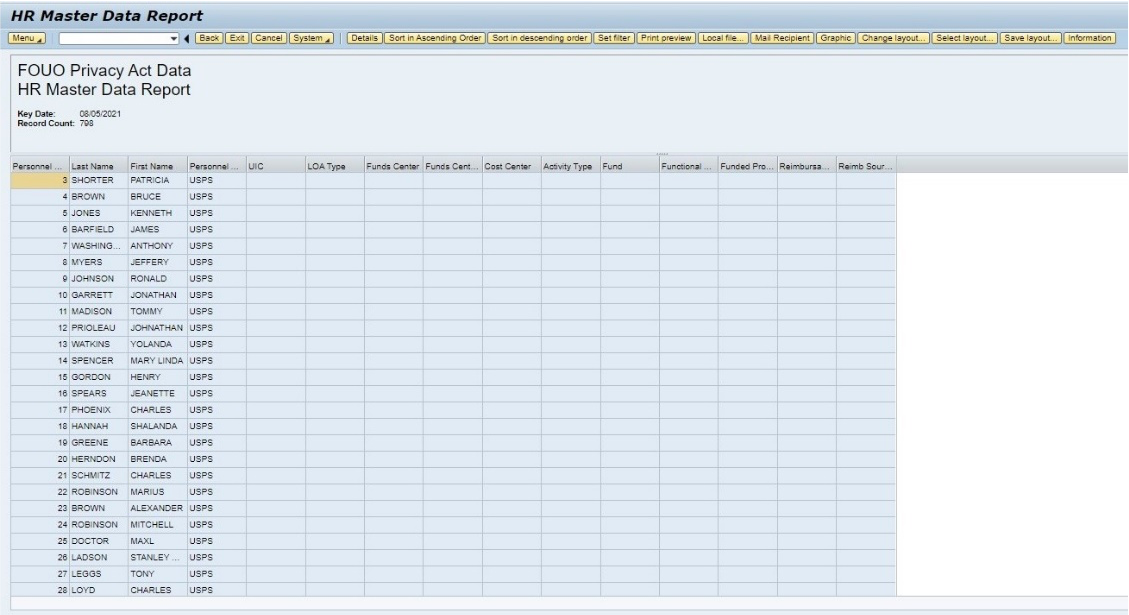 HR Master Data Report
Menu Back Exit Cancel System Details Sort in Ascending Order Sort in descending order Set filter Print preview Local file... Mail Recipient Graphic Change layout... Select layout... Save layout... Information
FOUO Privacy Act Data
HR Master Data Report
Key Date: 08/05/2021
Record Count: 798
Personnel ... Last Name First Name Personnel ... UIC LOA Type Funds Center Funds Cent... Cost Center Activity Type Fund Functional ... Funded Pro... Reimbursa... Reimb Sour...
3 SHORTER PATRICIA USPS
4 BROWN BRUCE USPS
5 JONES KENNETH USPS
6 BARFIELD JAMES USPS
7 WASHING... ANTHONY USPS
8 MYERS JEFFERY USPS
9 JOHNSON RONALD USPS
10 GARRETT JONATHAN USPS
11 MADISON TOMMY USPS
12 PRIOLEAU JOHNATHAN USPS
13 WATKINS YOLANDA USPS
14 SPENCER MARY LINDA USPS
15 GORDON HENRY USPS
16 SPEARS JEANETTE USPS
17 PHOENIX CHARLES USPS
18 HANNAH SHALANDA USPS
19 GREENE BARBARA USPS
20 HERNDON BRENDA USPS
21 SCHMITZ CHARLES USPS
22 ROBINSON MARIUS USPS
23 BROWN ALEXANDER USPS
24 ROBINSON MITCHELL USPS
25 DOCTOR MAXL USPS
26 LADSON STANLEY ... USPS
27 LEGGS TONY USPS
28 LOYD CHARLES USPS